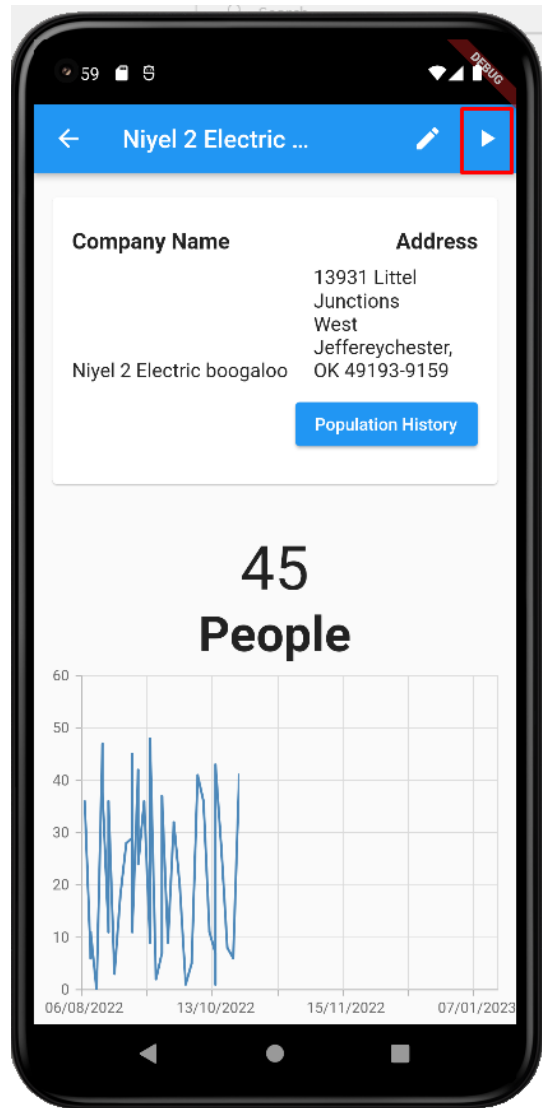 Search
59
DEBUG
Niyel 2 Electric ...
Company Name
Address
13931 Littel
Junctions
West
Jeffereychester,
Niyel 2 Electric boogaloo
OK 49193-9159
Population History
45
People
60
50
40
30
20
10
0
06/08/2022
13/10/2022
15/11/2022
07/01/2023